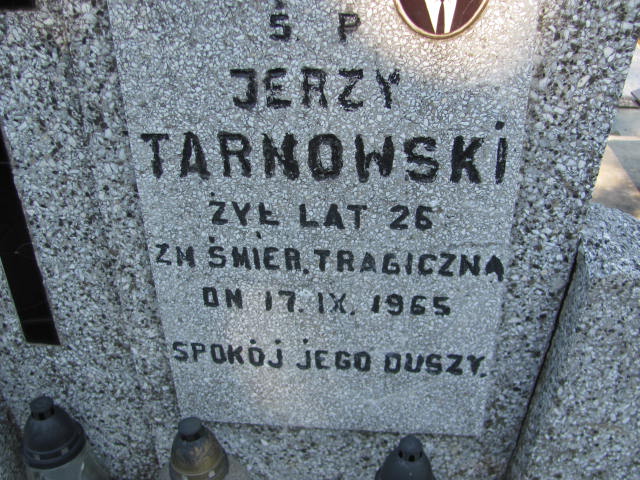 Ś. P.
JERZY
TARNOWSKI
ŻYŁ LAT 26
ZM ŚMIER. TRAGICZNĄ
DN 17. IX. 1965
SPOKÓJ JEGO DUSZY.